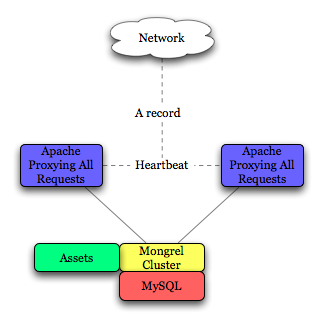 Network
A record
Apache
Proxying All
Requests
Heartbeat
Apache
Proxying All
Requests
Assets
Mongrel
Cluster
MySQL